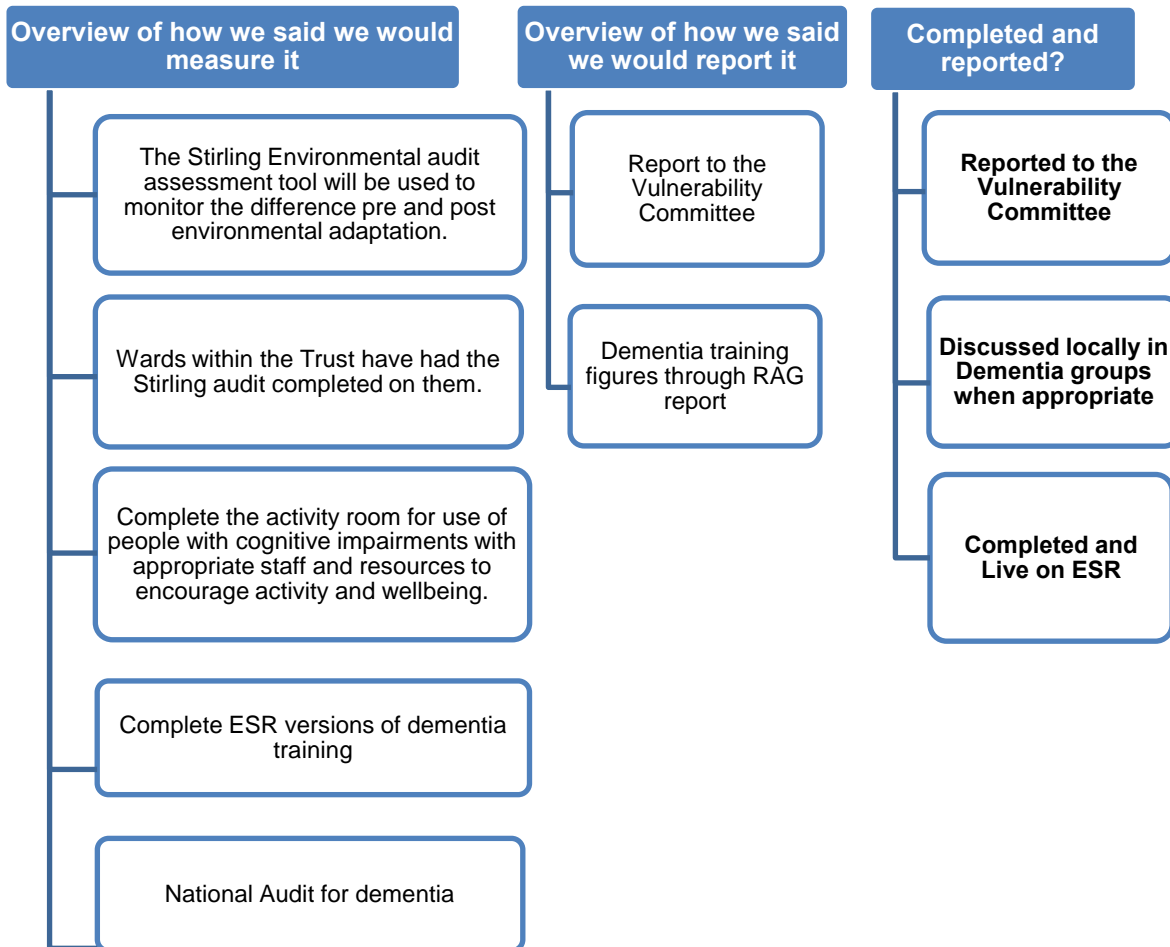 Overview of how we said we would
measure it
The Stirling Environmental audit
assessment tool will be used to
monitor the difference pre and post
environmental adaptation.
Wards within the Trust have had the
Stirling audit completed on them.
Complete the activity room for use of
people with cognitive impairments with
appropriate staff and resources to
encourage activity and wellbeing.
Complete ESR versions of dementia
training
National Audit for dementia
Overview of how we said
we would report it
Report to the
Vulnerability
Committee
Dementia training
figures through RAG
report
Completed and
reported?
Reported to the
Vulnerability
Committee
Discussed locally in
Dementia groups
when appropriate
Completed and
Live on ESR